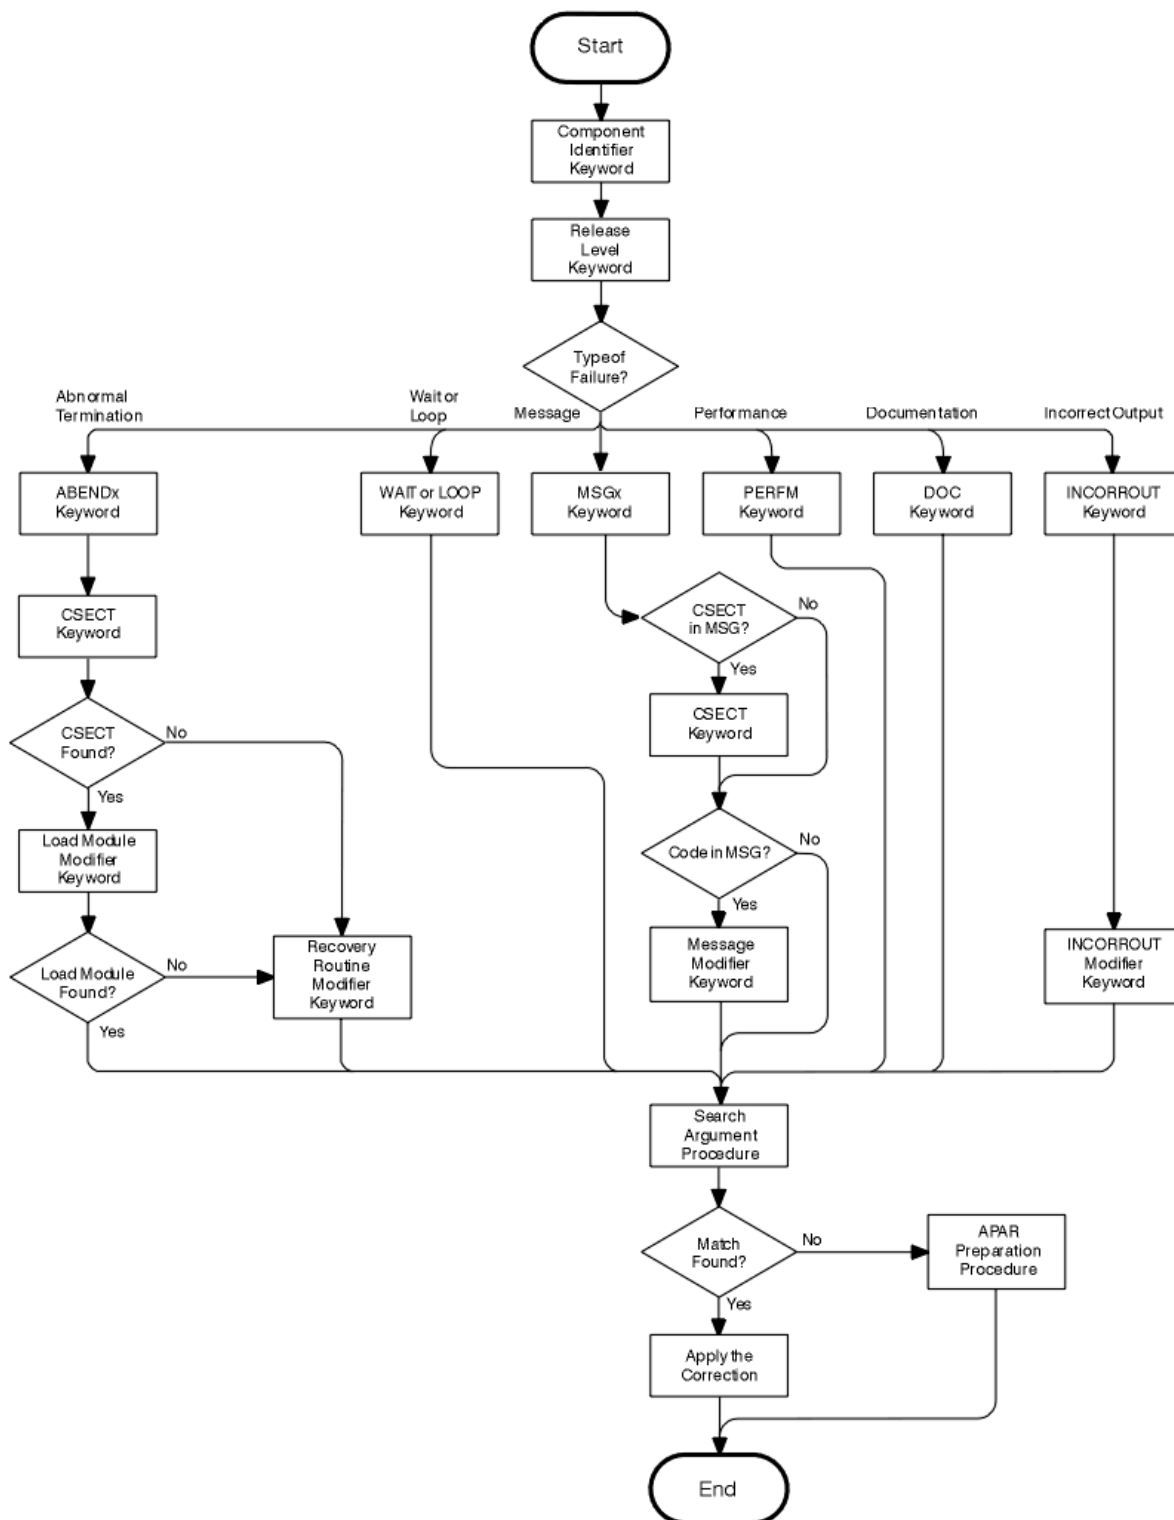 Start
Component
Identifier
Keyword
Release
Level
Keyword
Type of
Failure?
Abnormal
Termination
Wait or
Loop
Message
Performance
Documentation
Incorrect Output
ABENDx
Keyword
WAIT or LOOP
Keyword
MSGx
Keyword
PERFM
Keyword
DOC
Keyword
INCORROUT
Keyword
CSECT
Keyword
CSECT
in MSG?
No
Yes
CSECT
Keyword
CSECT
Found?
No
Yes
Load Module
Modifier
Keyword
Code in MSG?
No
Yes
Load Module
Found?
No
Yes
Recovery
Routine
Modifier
Keyword
Message
Modifier
Keyword
INCORROUT
Modifier
Keyword
Search
Argument
Procedure
Match
Found?
No
Yes
APAR
Preparation
Procedure
Apply the
Correction
End